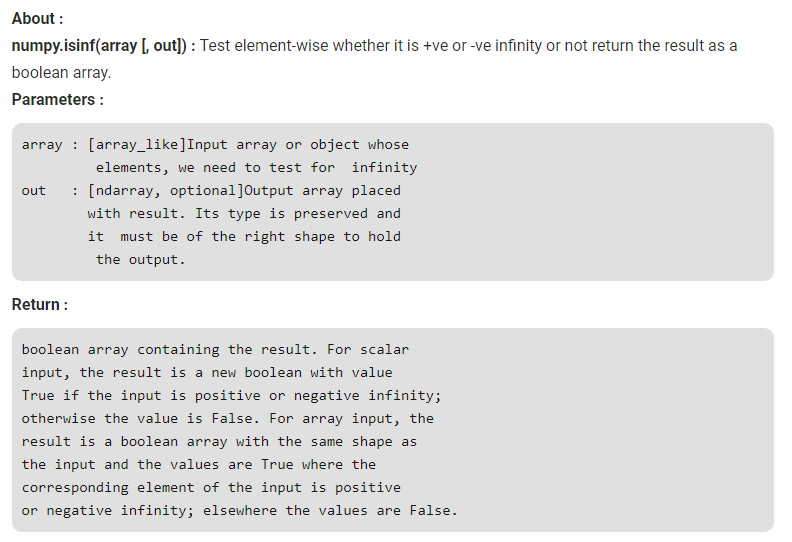 About :
numpy.isinf(array [, out]) : Test element-wise whether it is +ve or -ve infinity or not return the result as a
boolean array.
Parameters :
array : [array_like]Input array or object whose
         elements, we need to test for  infinity
out   : [ndarray, optional]Output array placed
        with result. Its type is preserved and
        it  must be of the right shape to hold
         the output.
Return :
boolean array containing the result. For scalar
input, the result is a new boolean with value
True if the input is positive or negative infinity;
otherwise the value is False. For array input, the
result is a boolean array with the same shape as
the input and the values are True where the
corresponding element of the input is positive
or negative infinity; elsewhere the values are False.